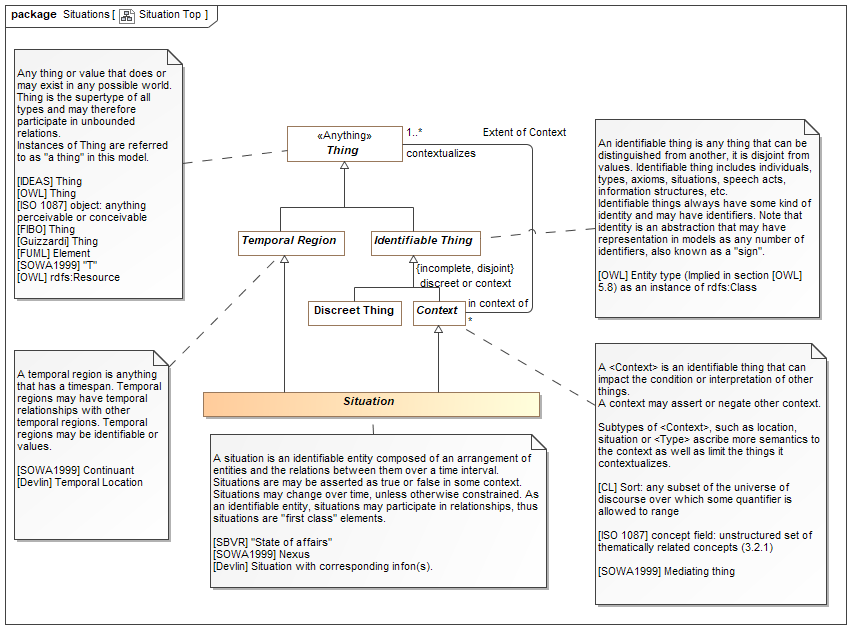 package Situations [ Situation Top ]
Any thing or value that does or
may exist in any possible world.
Thing is the supertype of all
types and may therefore
participate in unbounded
relations.
Instances of Thing are referred
to as "a thing" in this model.
[IDEAS] Thing
[OWL] Thing
[ISO 1087] object: anything
perceivable or conceivable
[FIBO] Thing
[Guizzardi] Thing
[FUML] Element
[SOWA1999] "T"
[OWL] rdfs:Resource
«Anything»
Thing
1..*
contextualizes
Extent of Context
An identifiable thing is any thing that can be
distinguished from another, it is disjoint from
values. Identifiable thing includes individuals,
types, axioms, situations, speech acts,
information structures, etc.
Identifiable things always have some kind of
identity and may have identifiers. Note that
identity is an abstraction that may have
representation in models as any number of
identifiers, also known as a "sign".
[OWL] Entity type (Implied in section [OWL]
5.8) as an instance of rdfs:Class
Temporal Region
Identifiable Thing
{incomplete, disjoint}
discreet or context
Discreet Thing
Context
in context of
*
A temporal region is anything
that has a timespan. Temporal
regions may have temporal
relationships with other
temporal regions. Temporal
regions may be identifiable or
values.
[SOWA1999] Continuant
[Devlin] Temporal Location
A <Context> is an identifiable thing that can
impact the condition or interpretation of other
things.
A context may assert or negate other context.
Subtypes of <Context>, such as location,
situation or <Type> ascribe more semantics to
the context as well as limit the things it
contextualizes.
[CL] Sort: any subset of the universe of
discourse over which some quantifier is
allowed to range
[ISO 1087] concept field: unstructured set of
thematically related concepts (3.2.1)
[SOWA1999] Mediating thing
Situation
A situation is an identifiable entity composed of an arrangement of
entities and the relations between them over a time interval.
Situations are may be asserted as true or false in some context.
Situations may change over time, unless otherwise constrained. As
an identifiable entity, situations may participate in relationships, thus
situations are "first class" elements.
[SBVR] "State of affairs"
[SOWA1999] Nexus
[Devlin] Situation with corresponding infon(s).